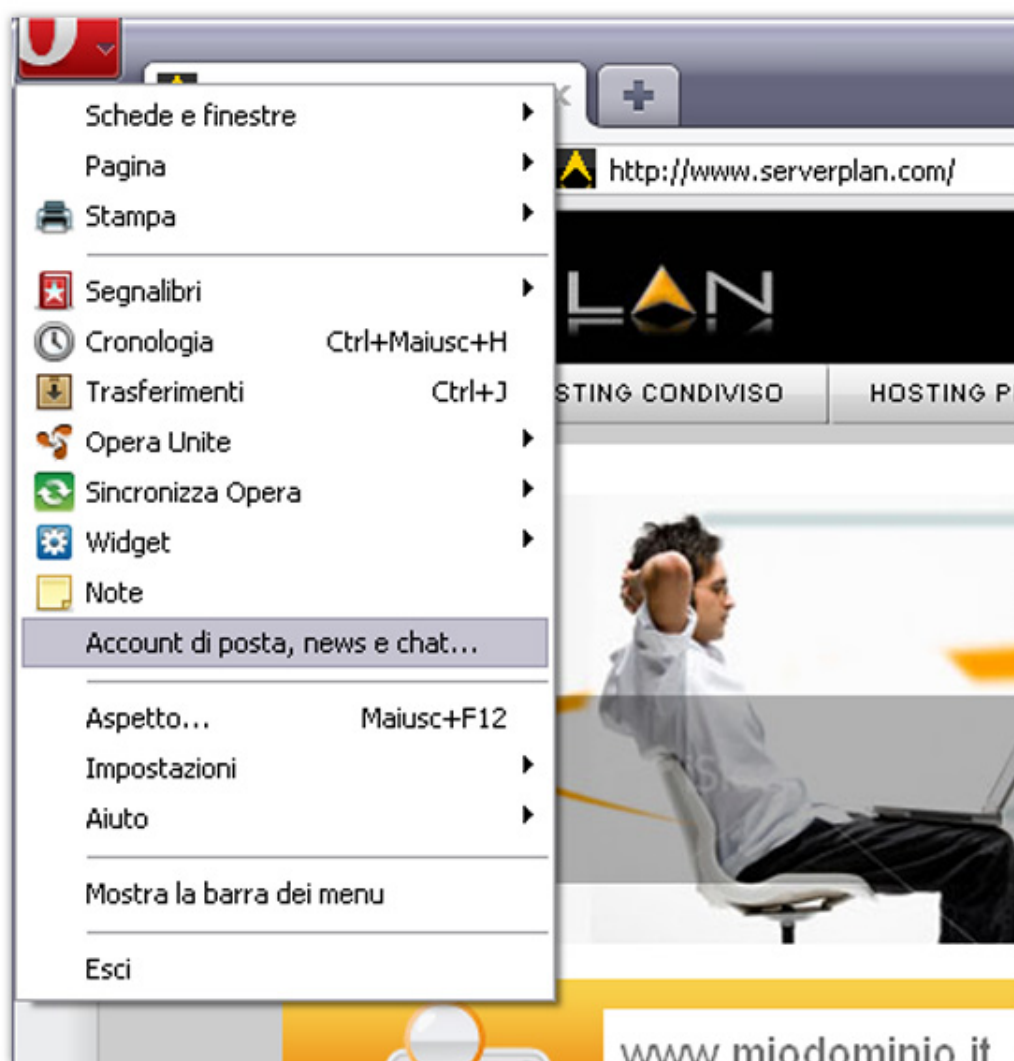 Schede e finestre
Pagina
http://www.serverplan.com/
Stampa
Segnalibri
LAN
Cronologia Ctrl+Maiusc+H
Trasferimenti Ctrl+J
STING CONDIVISO HOSTING P
Opera Unite
Sincronizza Opera
Widget
Note
Account di posta, news e chat...
Aspetto... Maiusc+F12
Impostazioni
Aiuto
Mostra la barra dei menu
Esci
www.miodominio.it